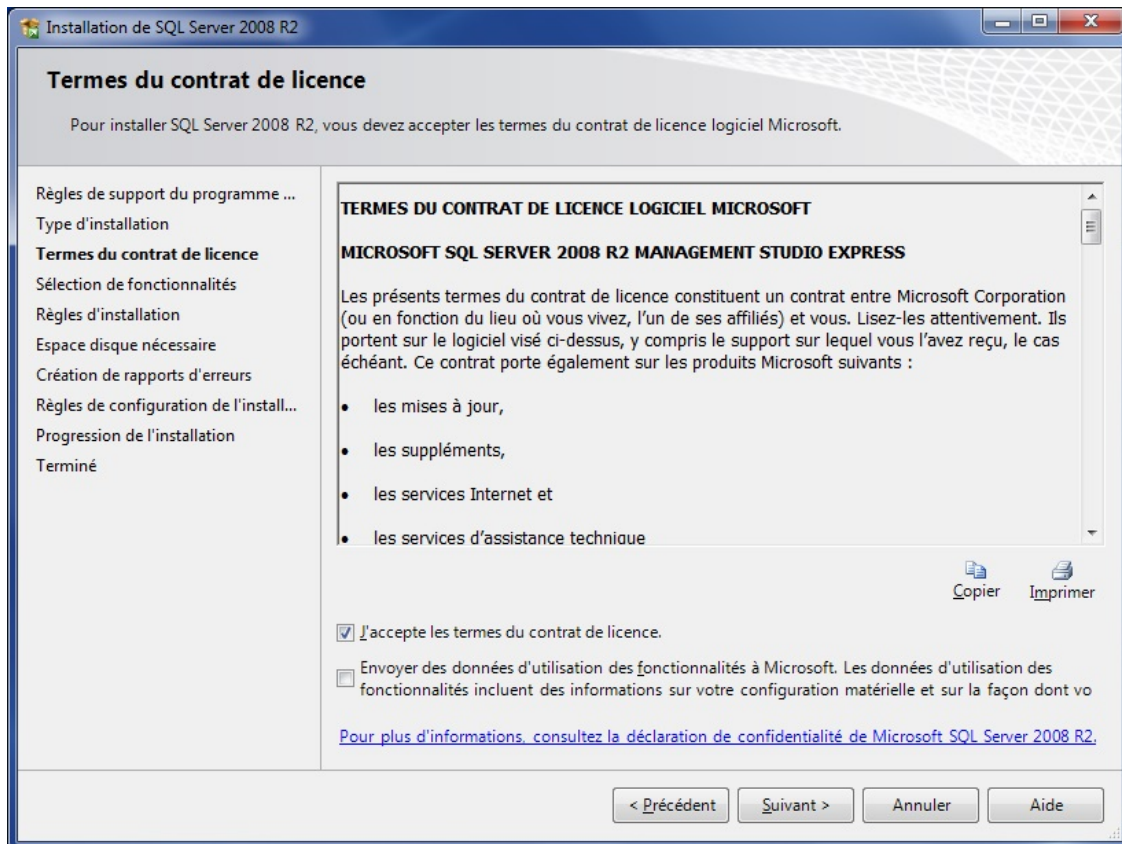 Installation de SQL Server 2008 R2
Termes du contrat de licence
Pour installer SQL Server 2008 R2, vous devez accepter les termes du contrat de licence logiciel Microsoft.
Règles de support du programme ...
Type d'installation
Termes du contrat de licence
Sélection de fonctionnalités
Règles d'installation
Espace disque nécessaire
Création de rapports d'erreurs
Règles de configuration de l'install...
Progression de l'installation
Terminé
TERMES DU CONTRAT DE LICENCE LOGICIEL MICROSOFT
MICROSOFT SQL SERVER 2008 R2 MANAGEMENT STUDIO EXPRESS
Les présents termes du contrat de licence constituent un contrat entre Microsoft Corporation
(ou en fonction du lieu où vous vivez, l'un de ses affiliés) et vous. Lisez-les attentivement. Ils
portent sur le logiciel visé ci-dessus, y compris le support sur lequel vous l'avez reçu, le cas
échéant. Ce contrat porte également sur les produits Microsoft suivants :
• les mises à jour,
• les suppléments,
• les services Internet et
• les services d'assistance technique
Copier Imprimer
J'accepte les termes du contrat de licence.
Envoyer des données d'utilisation des fonctionnalités à Microsoft. Les données d'utilisation des
fonctionnalités incluent des informations sur votre configuration matérielle et sur la façon dont vo
Pour plus d'informations, consultez la déclaration de confidentialité de Microsoft SQL Server 2008 R2.
< Précédent Suivant > Annuler Aide